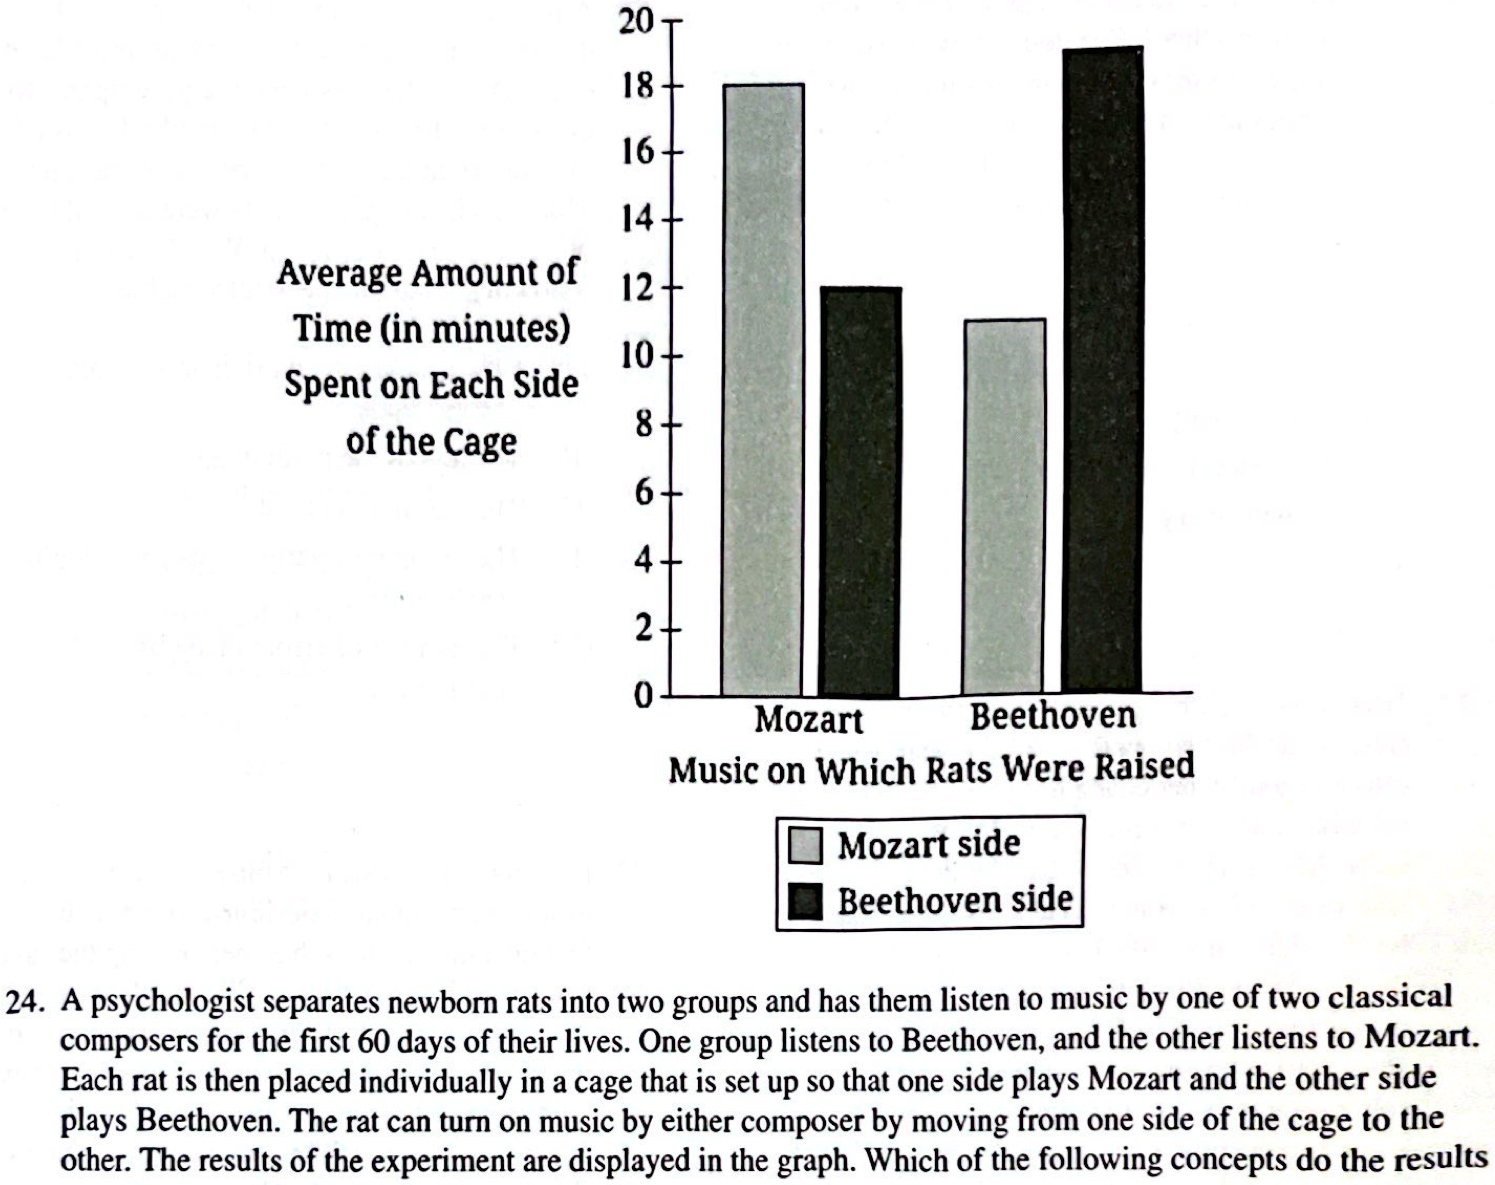 20
18
16
14
12
10
8
6
4
2
0
Average Amount of
Time (in minutes)
Spent on Each Side
of the Cage
Mozart Beethoven
Music on Which Rats Were Raised
Mozart side
Beethoven side
24. A psychologist separates newborn rats into two groups and has them listen to music by one of two classical
composers for the first 60 days of their lives. One group listens to Beethoven, and the other listens to Mozart.
Each rat is then placed individually in a cage that is set up so that one side plays Mozart and the other side
plays Beethoven. The rat can turn on music by either composer by moving from one side of the cage to the
other. The results of the experiment are displayed in the graph. Which of the following concepts do the results